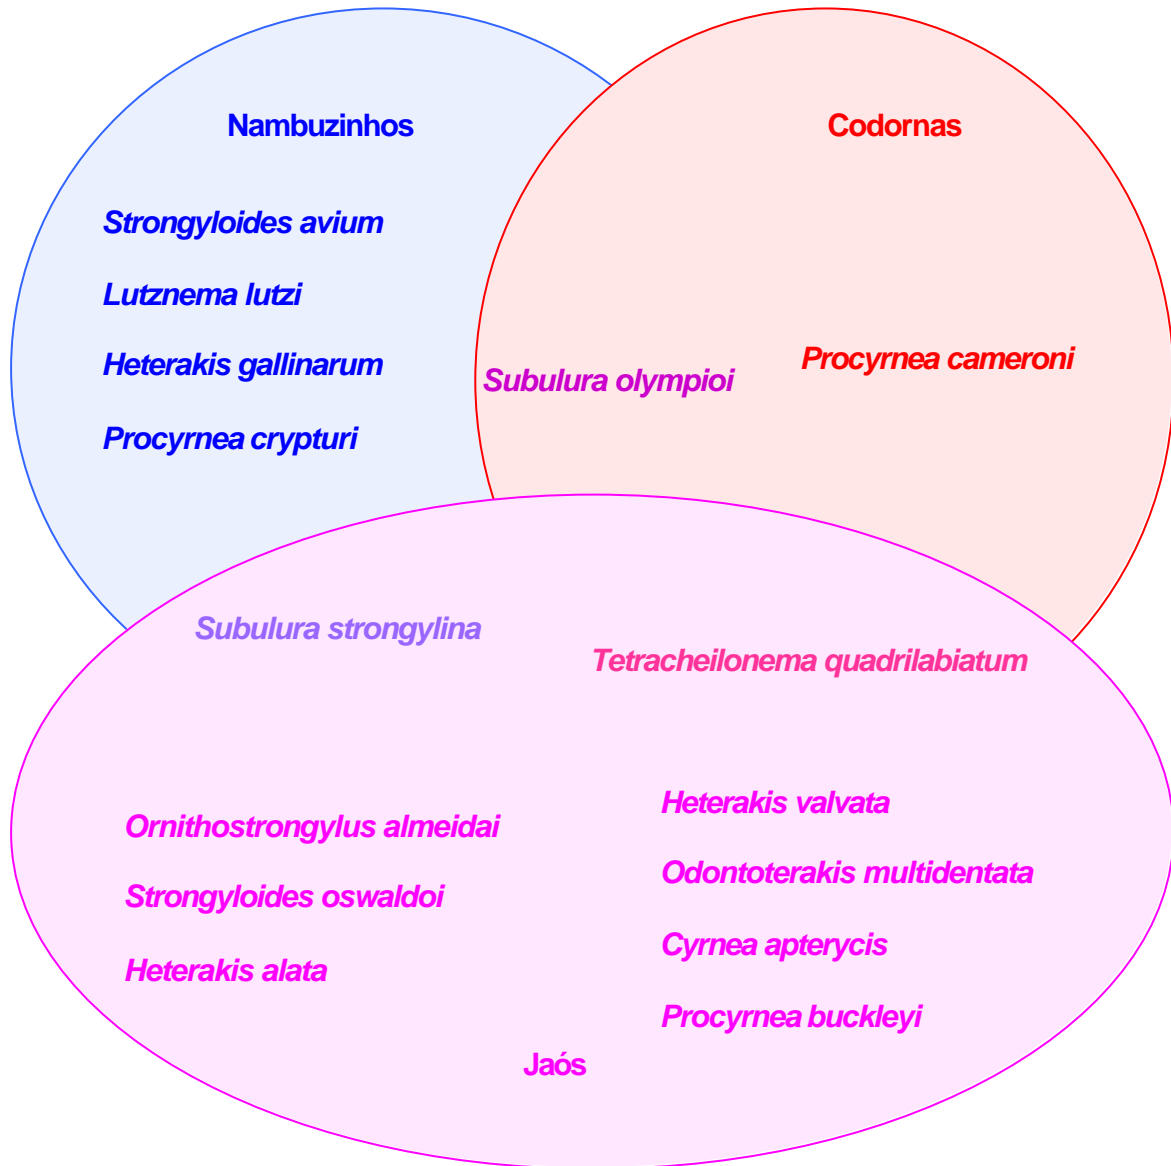 Nambuzinhos
Codornas
Strongyloides avium
Lutznema lutzi
Heterakis gallinarum
Procyrnea crypturi
Subulura olympioi
Procyrnea cameroni
Subulura strongylina
Tetracheilonema quadrilabiatum
Ornithostrongylus almeidai
Strongyloides oswaldoi
Heterakis alata
Heterakis valvata
Odontoterakis multidentata
Cyrnea apterycis
Procyrnea buckleyi
Jaós